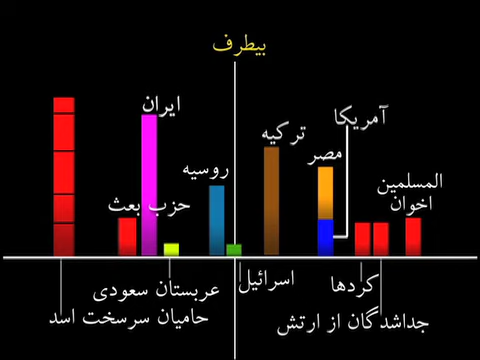 بیطرف
ایران
آمریکا
ترکیه
مصر
روسیه
المسلمین
اخوان
حزب بعث
اسرائیل
کردها
عربستان سعودی
حامیان سرسخت اسد
جداشدگان از ارتش